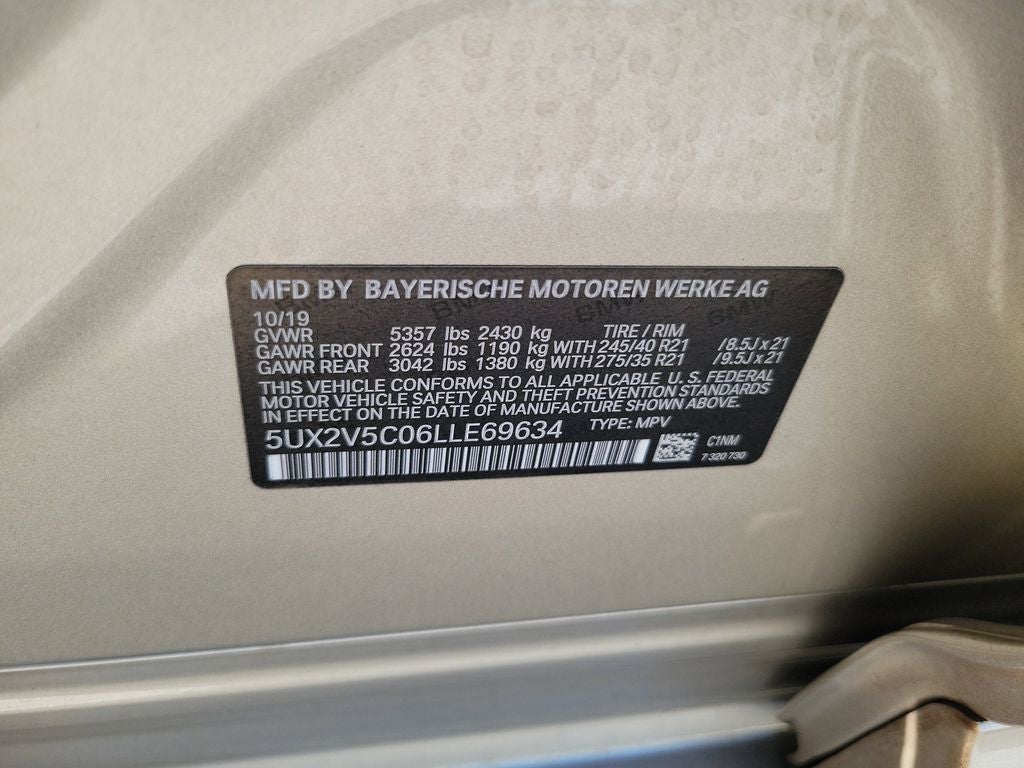 MFD BY BAYERISCHE MOTOREN WERKE AG
10/19
GVWR 5357 lbs 2430 kg TIRE / RIM
GAWR FRONT 2624 lbs 1190 kg WITH 245/40 R21 /8.5J x 21
GAWR REAR 3042 lbs 1380 kg WITH 275/35 R21 /9.5J x 21
THIS VEHICLE CONFORMS TO ALL APPLICABLE U. S. FEDERAL
MOTOR VEHICLE SAFETY AND THEFT PREVENTION STANDARDS
IN EFFECT ON THE DATE OF MANUFACTURE SHOWN ABOVE.
5UX2V5C06LLE69634 TYPE: MPV
C1NM
7 320 730